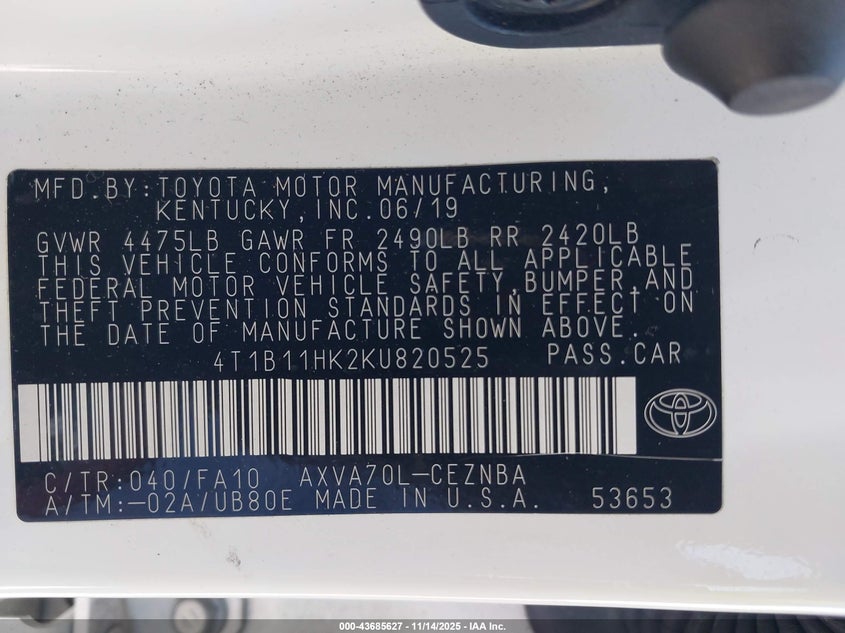 MFD. BY: TOYOTA MOTOR MANUFACTURING,
KENTUCKY, INC. 06/19
GVWR 4475LB GAWR FR 2490LB RR 2420LB
THIS VEHICLE CONFORMS TO ALL APPLICABLE
FEDERAL MOTOR VEHICLE SAFETY, BUMPER, AND
THEFT PREVENTION STANDARDS IN EFFECT ON
THE DATE OF MANUFACTURE SHOWN ABOVE.
4T1B11HK2KU820525 PASS. CAR
C/TR: 040/FA10 AXVA70L-CEZNBA
A/TM: -02A/UB80E MADE IN U.S.A. 53653
000-43685627 - 11/14/2025 - IAA Inc.